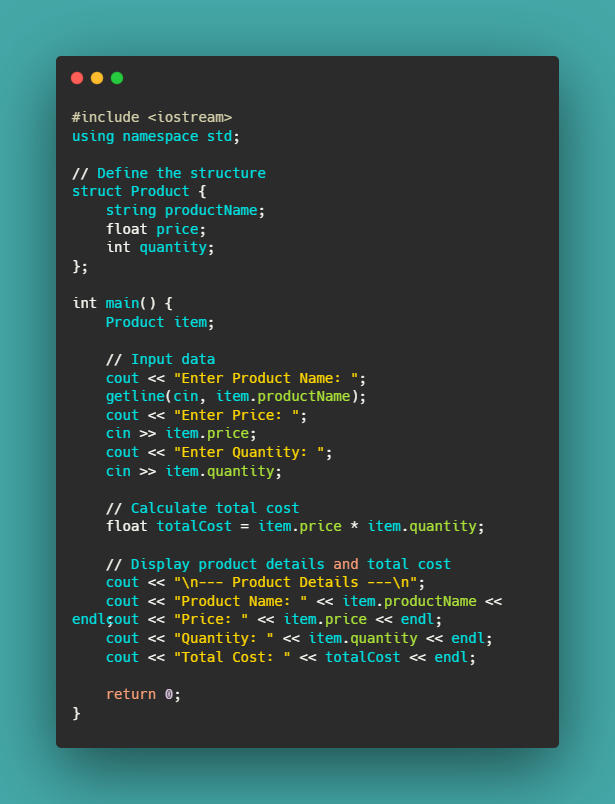 #include <iostream>
using namespace std;

// Define the structure
struct Product {
    string productName;
    float price;
    int quantity;
};

int main() {
    Product item;

    // Input data
    cout << "Enter Product Name: ";
    getline(cin, item.productName);
    cout << "Enter Price: ";
    cin >> item.price;
    cout << "Enter Quantity: ";
    cin >> item.quantity;

    // Calculate total cost
    float totalCost = item.price * item.quantity;

    // Display product details and total cost
    cout << "\n--- Product Details ---\n";
    cout << "Product Name: " << item.productName <<
endl;
    cout << "Price: " << item.price << endl;
    cout << "Quantity: " << item.quantity << endl;
    cout << "Total Cost: " << totalCost << endl;

    return 0;
}